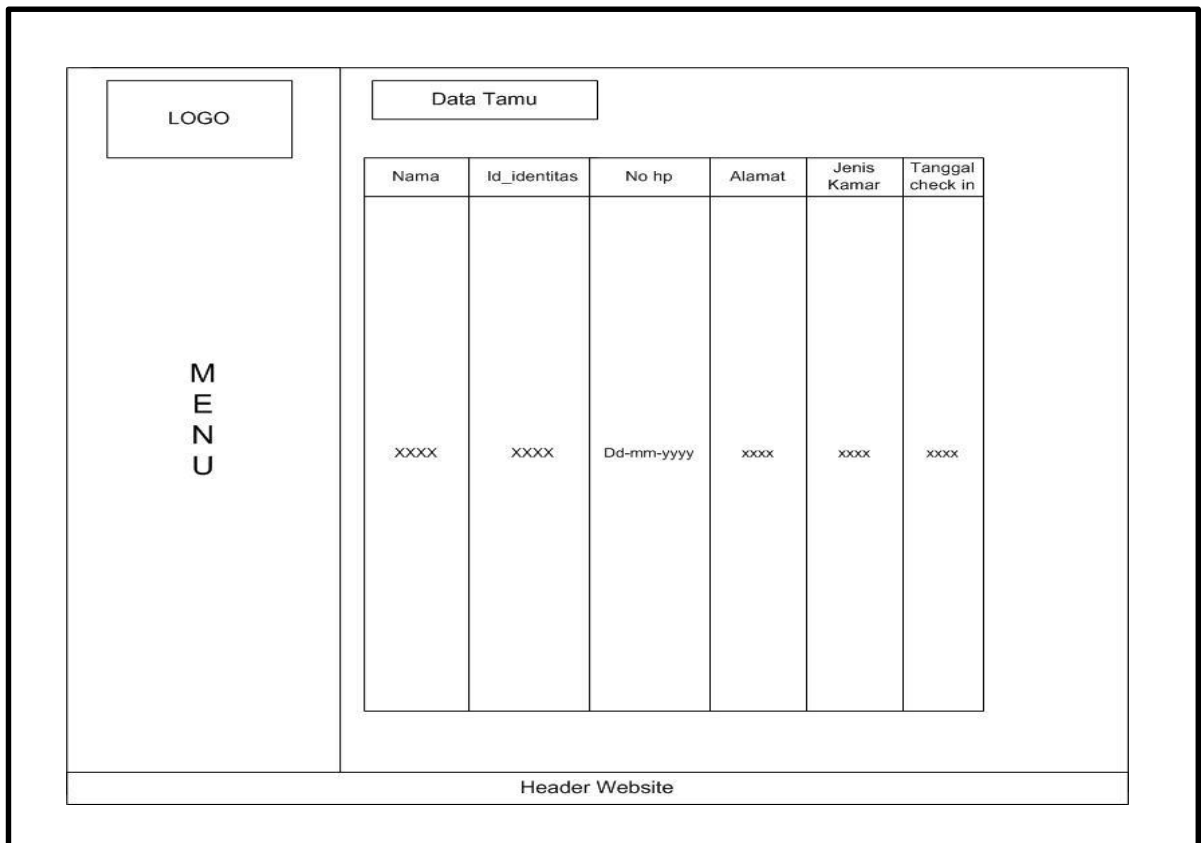 LOGO
Data Tamu
Nama Id_identitas No hp Alamat Jenis Kamar Tanggal check in
M
E
N
U
XXXX XXXX Dd-mm-yyyy xxxx xxxx xxxx
Header Website